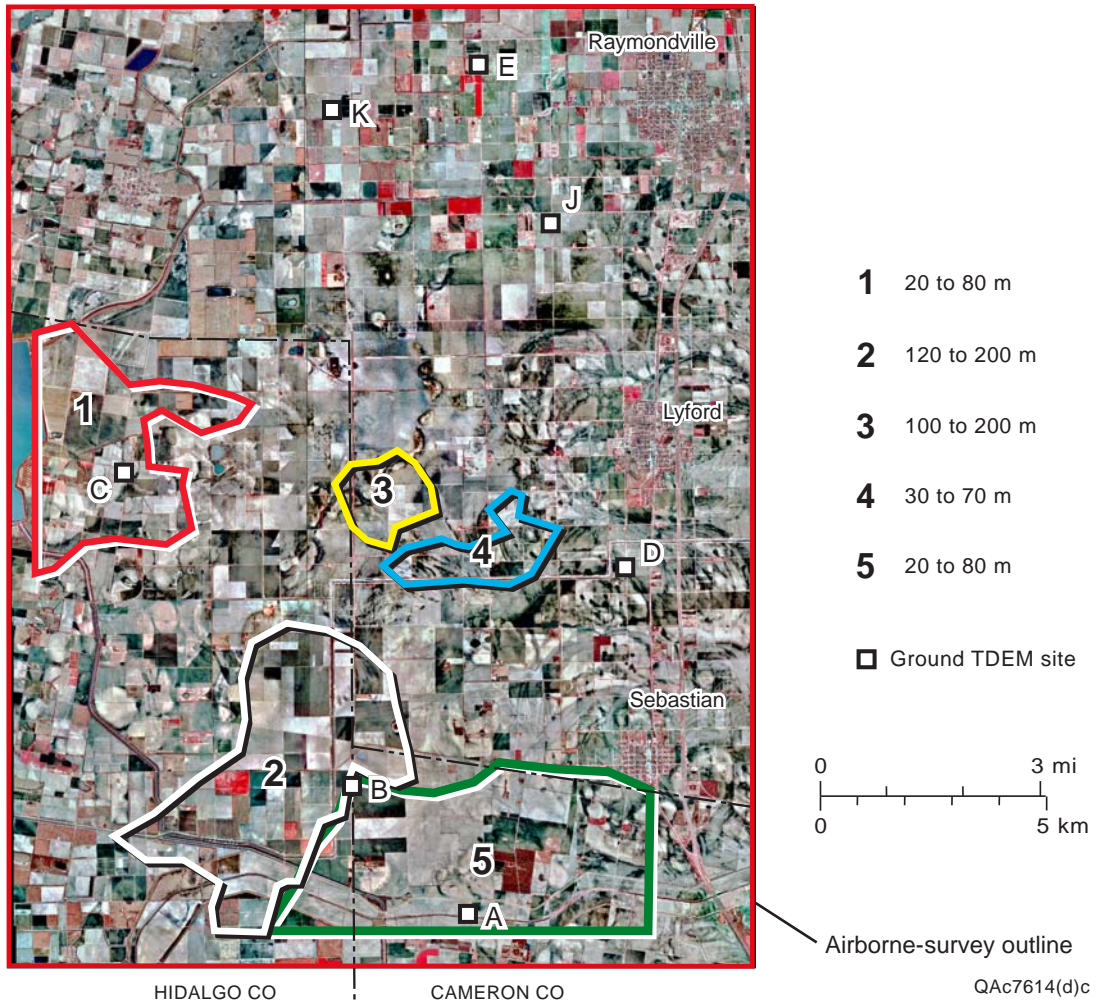 Raymondville
E
K
J
1 20 to 80 m
2 120 to 200 m
3 100 to 200 m
4 30 to 70 m
5 20 to 80 m
Ground TDEM site
1
Lyford
C
3
4
D
Sebastian
2
B
5
A
0 3 mi
0 5 km
Airborne-survey outline
HIDALGO CO CAMERON CO
QAc7614(d)c